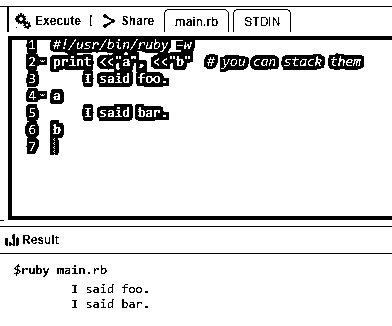 Execute | > Share main.rb STDIN
1 #!/usr/bin/ruby -w
2 print <<"a", <<"b" # you can stack them
3 I said foo.
4 a
5 I said bar.
6 b
7
Result
$ruby main.rb
I said foo.
I said bar.